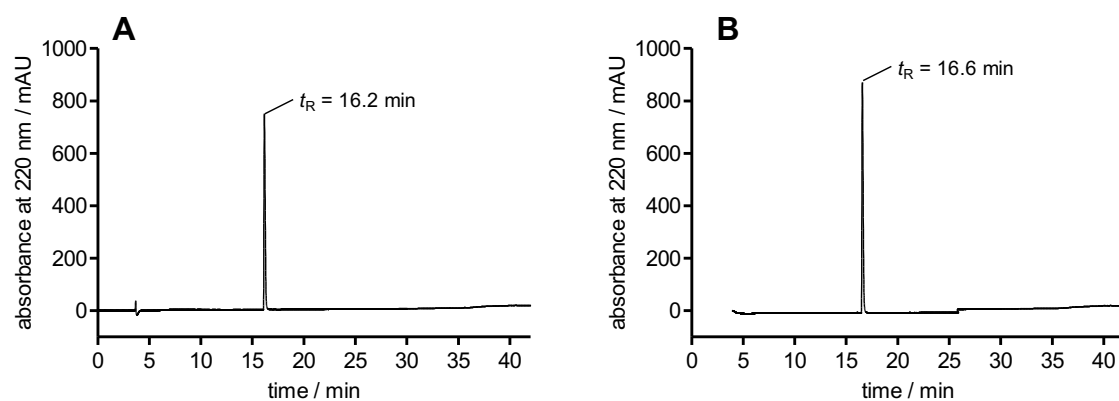 A
absorbance at 220 nm / mAU
1000
800
600
400
200
0
tR = 16.2 min
0 5 10 15 20 25 30 35 40
time / min
B
absorbance at 220 nm / mAU
1000
800
600
400
200
0
tR = 16.6 min
0 5 10 15 20 25 30 35 40
time / min